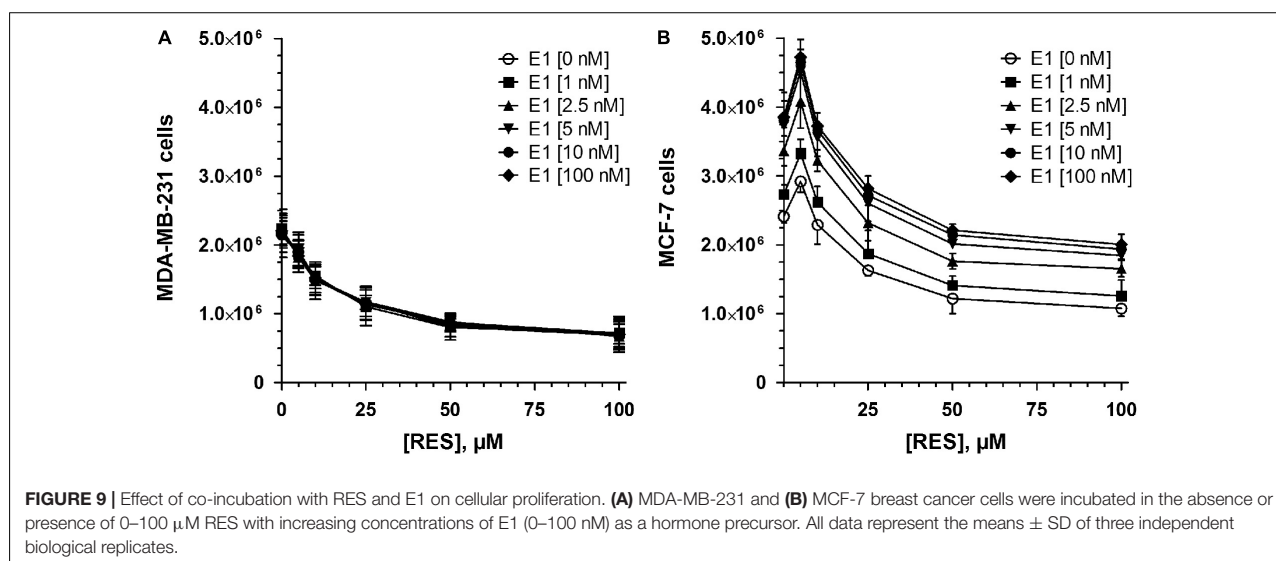 A
5.0×10⁶
4.0×10⁶
3.0×10⁶
2.0×10⁶
1.0×10⁶
0
MDA-MB-231 cells
E1 [0 nM]
E1 [1 nM]
E1 [2.5 nM]
E1 [5 nM]
E1 [10 nM]
E1 [100 nM]
0 25 50 75 100
[RES], µM
B
5.0×10⁶
4.0×10⁶
3.0×10⁶
2.0×10⁶
1.0×10⁶
0
MCF-7 cells
E1 [0 nM]
E1 [1 nM]
E1 [2.5 nM]
E1 [5 nM]
E1 [10 nM]
E1 [100 nM]
25 50 75 100
[RES], µM
FIGURE 9 | Effect of co-incubation with RES and E1 on cellular proliferation. (A) MDA-MB-231 and (B) MCF-7 breast cancer cells were incubated in the absence or
presence of 0–100 µM RES with increasing concentrations of E1 (0–100 nM) as a hormone precursor. All data represent the means ± SD of three independent
biological replicates.